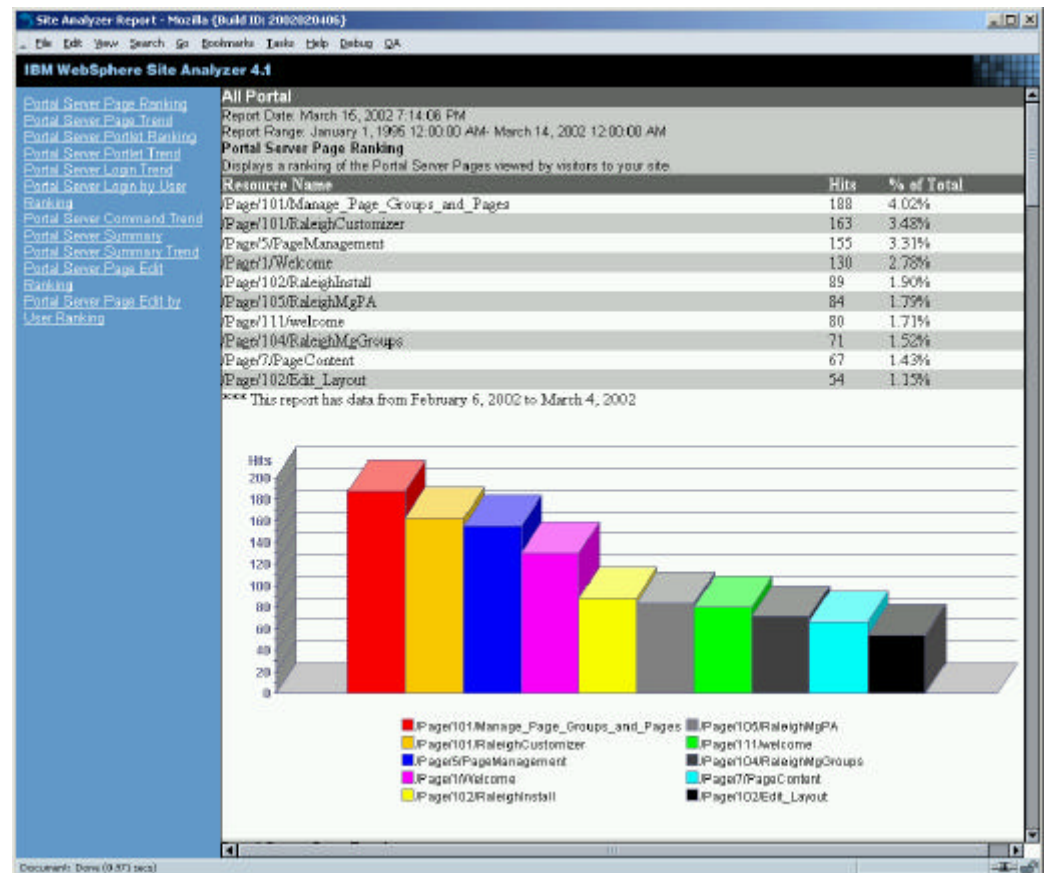 Site Analyzer Report - Mozilla {Build ID: 2002020406}
File Edit View Search Go Bookmarks Tasks Help Debug QA
IBM WebSphere Site Analyzer 4.1
Portal Server Page Ranking
Portal Server Page Trend
Portal Server Portlet Ranking
Portal Server Portlet Trend
Portal Server Login Trend
Portal Server Login by User
Ranking
Portal Server Command Trend
Portal Server Summary
Portal Server Summary Trend
Portal Server Page Edit
Ranking
Portal Server Page Edit by
User Ranking
All Portal
Report Date: March 15, 2002 7:14:06 PM
Report Range: January 1, 1995 12:00:00 AM- March 14, 2002 12:00:00 AM
Portal Server Page Ranking
Displays a ranking of the Portal Server Pages viewed by visitors to your site
Resource Name Hits % of Total
/Page/101/Manage_Page_Groups_and_Pages 188 4.02%
/Page/101/RaleighCustomizer 163 3.48%
/Page/5/PageManagement 155 3.31%
/Page/1/Welcome 130 2.78%
/Page/102/RaleighInstall 89 1.90%
/Page/105/RaleighMgPA 84 1.79%
/Page/111/welcome 80 1.71%
/Page/104/RaleighMgGroups 71 1.52%
/Page/7/PageContent 67 1.43%
/Page/102/Edit_Layout 54 1.15%
*** This report has data from February 6, 2002 to March 4, 2002
Hits
200
180
160
140
120
100
80
60
40
20
0
/Page/101/Manage_Page_Groups_and_Pages /Page/105/RaleighMgPA
/Page/101/RaleighCustomizer /Page/111/welcome
/Page/5/PageManagement /Page/104/RaleighMgGroups
/Page/1/Welcome /Page/7/PageContent
/Page/102/RaleighInstall /Page/102/Edit_Layout
Document: Done (0.971 secs)